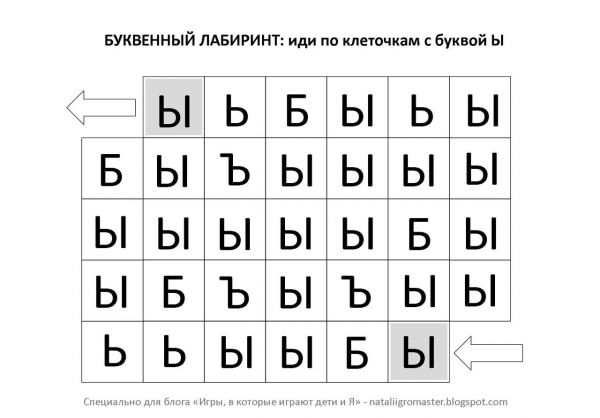 БУКВЕННЫЙ ЛАБИРИНТ: иди по клеточкам с буквой Ы
Ы Ь Б Ы Ь Ы
Б Ы Ъ Ы Ы Ы Ы
Ы Ы Ы Ы Ы Б Ы
Ы Б Ъ Ы Ъ Ы Ы
Ь Ь Ы Ы Б Ы
Специально для блога «Игры, в которые играют дети и Я» - nataliigromaster.blogspot.com